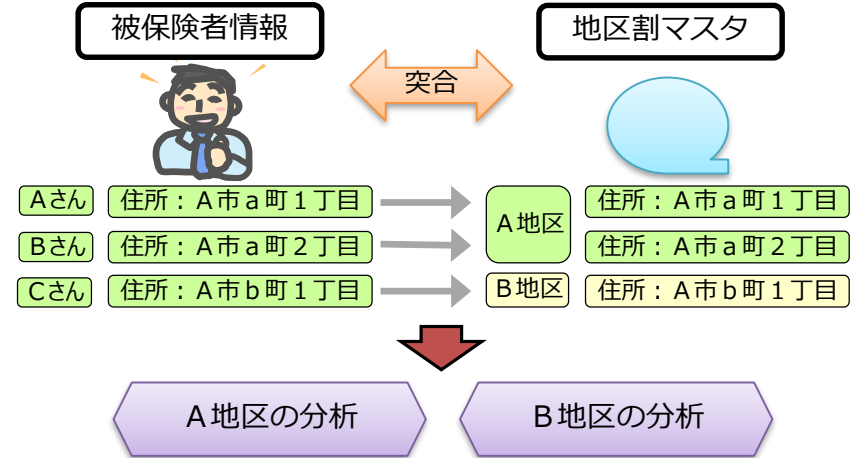 被保険者情報
地区割マスタ
突合
Aさん
住所：A市a町1丁目
A地区
住所：A市a町1丁目
Bさん
住所：A市a町2丁目
住所：A市a町2丁目
Cさん
住所：A市b町1丁目
B地区
住所：A市b町1丁目
A地区の分析
B地区の分析